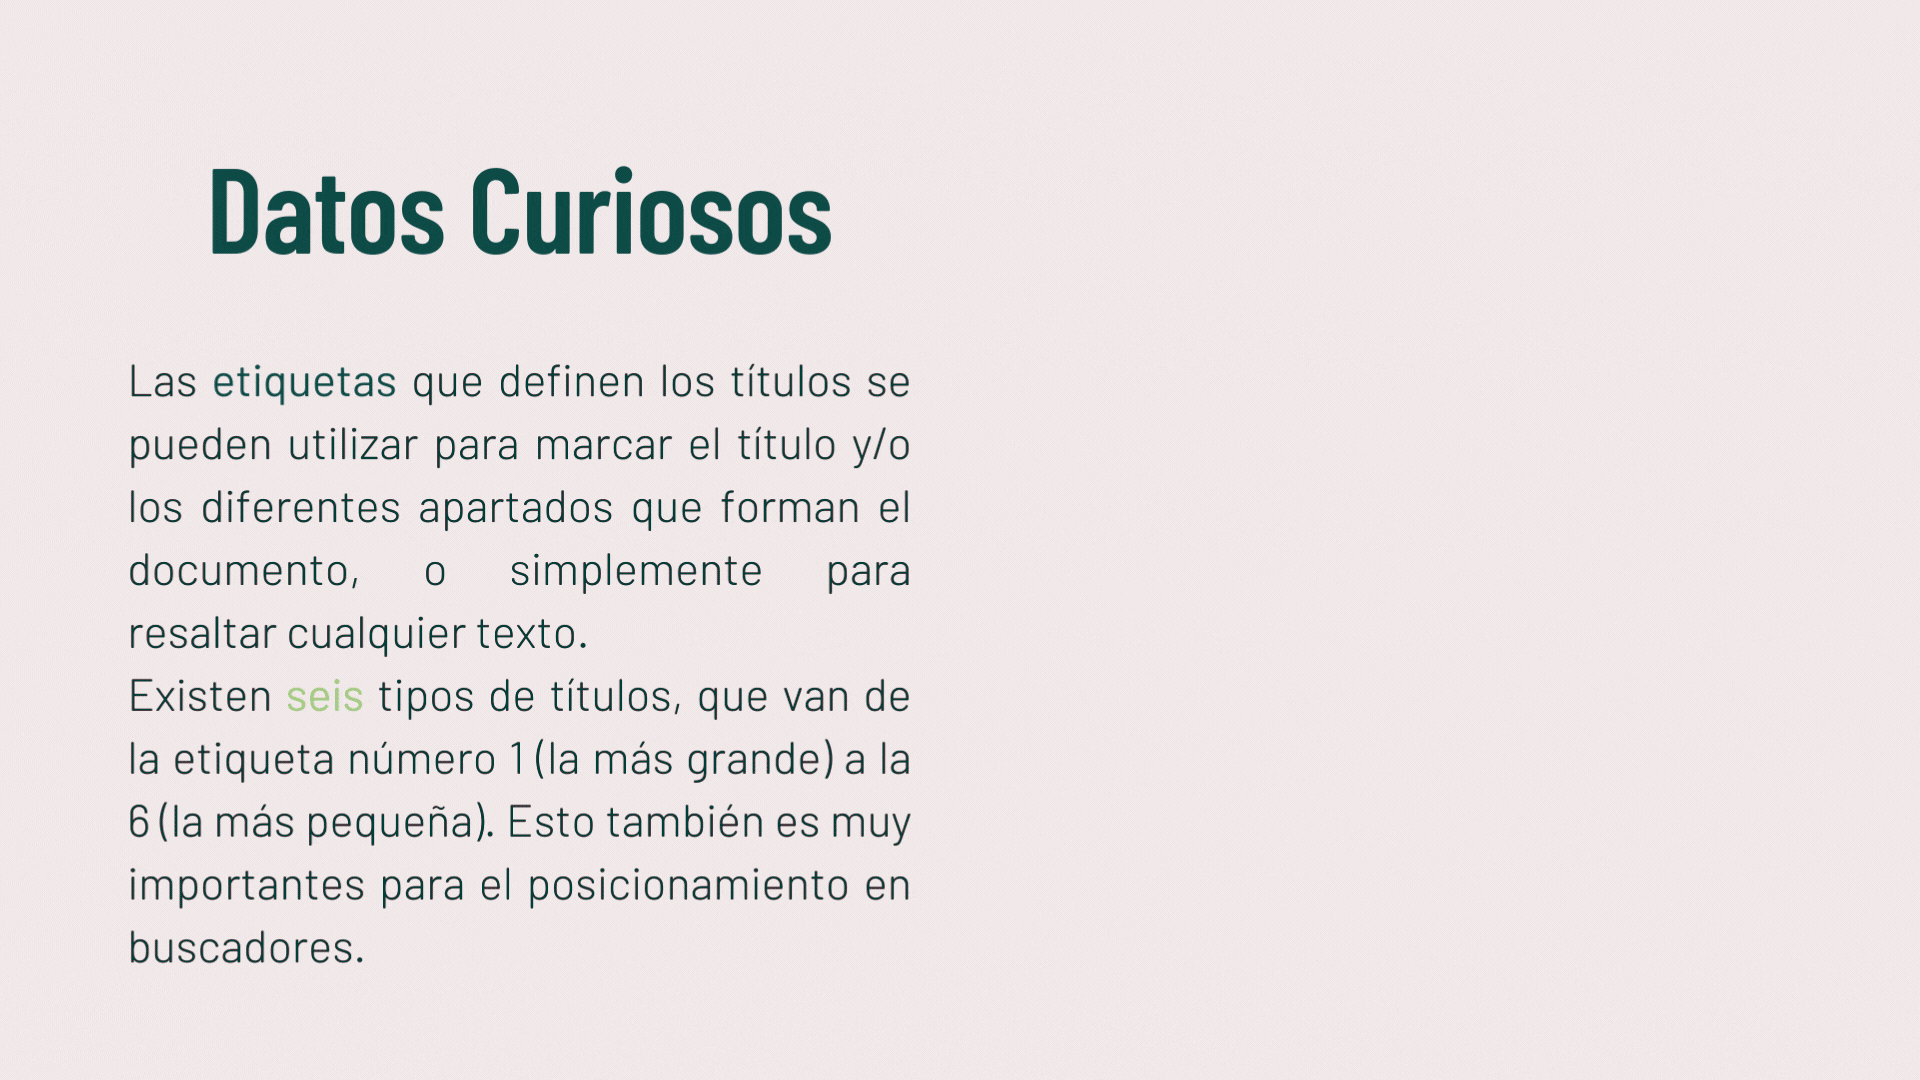 Datos Curiosos
Las etiquetas que definen los títulos se
pueden utilizar para marcar el título y/o
los diferentes apartados que forman el
documento, o simplemente para
resaltar cualquier texto.
Existen seis tipos de títulos, que van de
la etiqueta número 1 (la más grande) a la
6 (la más pequeña). Esto también es muy
importantes para el posicionamiento en
buscadores.